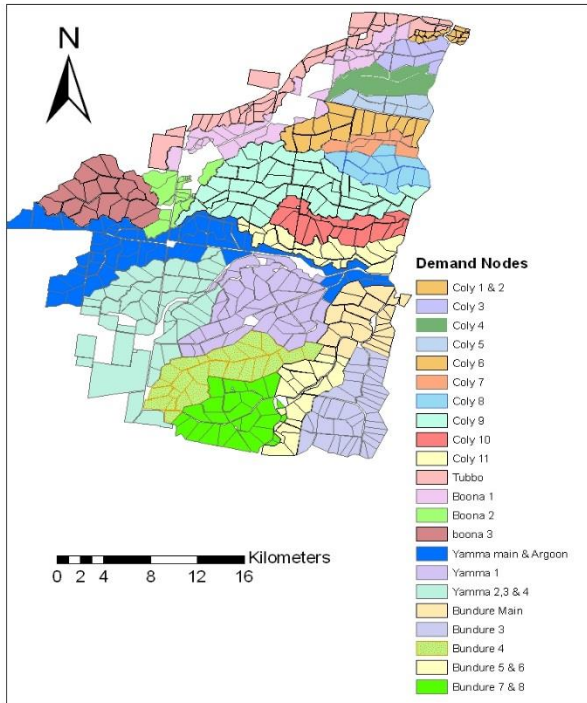 N
Demand Nodes
Coly 1 & 2
Coly 3
Coly 4
Coly 5
Coly 6
Coly 7
Coly 8
Coly 9
Coly 10
Coly 11
Tubbo
Boona 1
Boona 2
boona 3
Yamma main & Argoon
Yamma 1
Yamma 2,3 & 4
Bundure Main
Bundure 3
Bundure 4
Bundure 5 & 6
Bundure 7 & 8
Kilometers
0 1 2 4 8 12 16